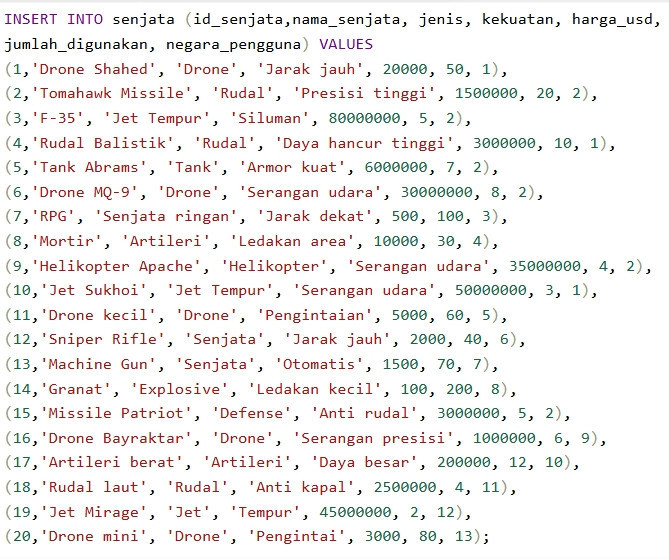 INSERT INTO senjata (id_senjata,nama_senjata, jenis, kekuatan, harga_usd,
jumlah_digunakan, negara_pengguna) VALUES
(1,'Drone Shahed', 'Drone', 'Jarak jauh', 20000, 50, 1),
(2,'Tomahawk Missile', 'Rudal', 'Presisi tinggi', 1500000, 20, 2),
(3,'F-35', 'Jet Tempur', 'Siluman', 80000000, 5, 2),
(4,'Rudal Balistik', 'Rudal', 'Daya hancur tinggi', 3000000, 10, 1),
(5,'Tank Abrams', 'Tank', 'Armor kuat', 6000000, 7, 2),
(6,'Drone MQ-9', 'Drone', 'Serangan udara', 30000000, 8, 2),
(7,'RPG', 'Senjata ringan', 'Jarak dekat', 500, 100, 3),
(8,'Mortir', 'Artileri', 'Ledakan area', 10000, 30, 4),
(9,'Helikopter Apache', 'Helikopter', 'Serangan udara', 35000000, 4, 2),
(10,'Jet Sukhoi', 'Jet Tempur', 'Serangan udara', 50000000, 3, 1),
(11,'Drone kecil', 'Drone', 'Pengintaian', 5000, 60, 5),
(12,'Sniper Rifle', 'Senjata', 'Jarak jauh', 2000, 40, 6),
(13,'Machine Gun', 'Senjata', 'Otomatis', 1500, 70, 7),
(14,'Granat', 'Explosive', 'Ledakan kecil', 100, 200, 8),
(15,'Missile Patriot', 'Defense', 'Anti rudal', 3000000, 5, 2),
(16,'Drone Bayraktar', 'Drone', 'Serangan presisi', 1000000, 6, 9),
(17,'Artileri berat', 'Artileri', 'Daya besar', 200000, 12, 10),
(18,'Rudal laut', 'Rudal', 'Anti kapal', 2500000, 4, 11),
(19,'Jet Mirage', 'Jet', 'Tempur', 45000000, 2, 12),
(20,'Drone mini', 'Drone', 'Pengintai', 3000, 80, 13);